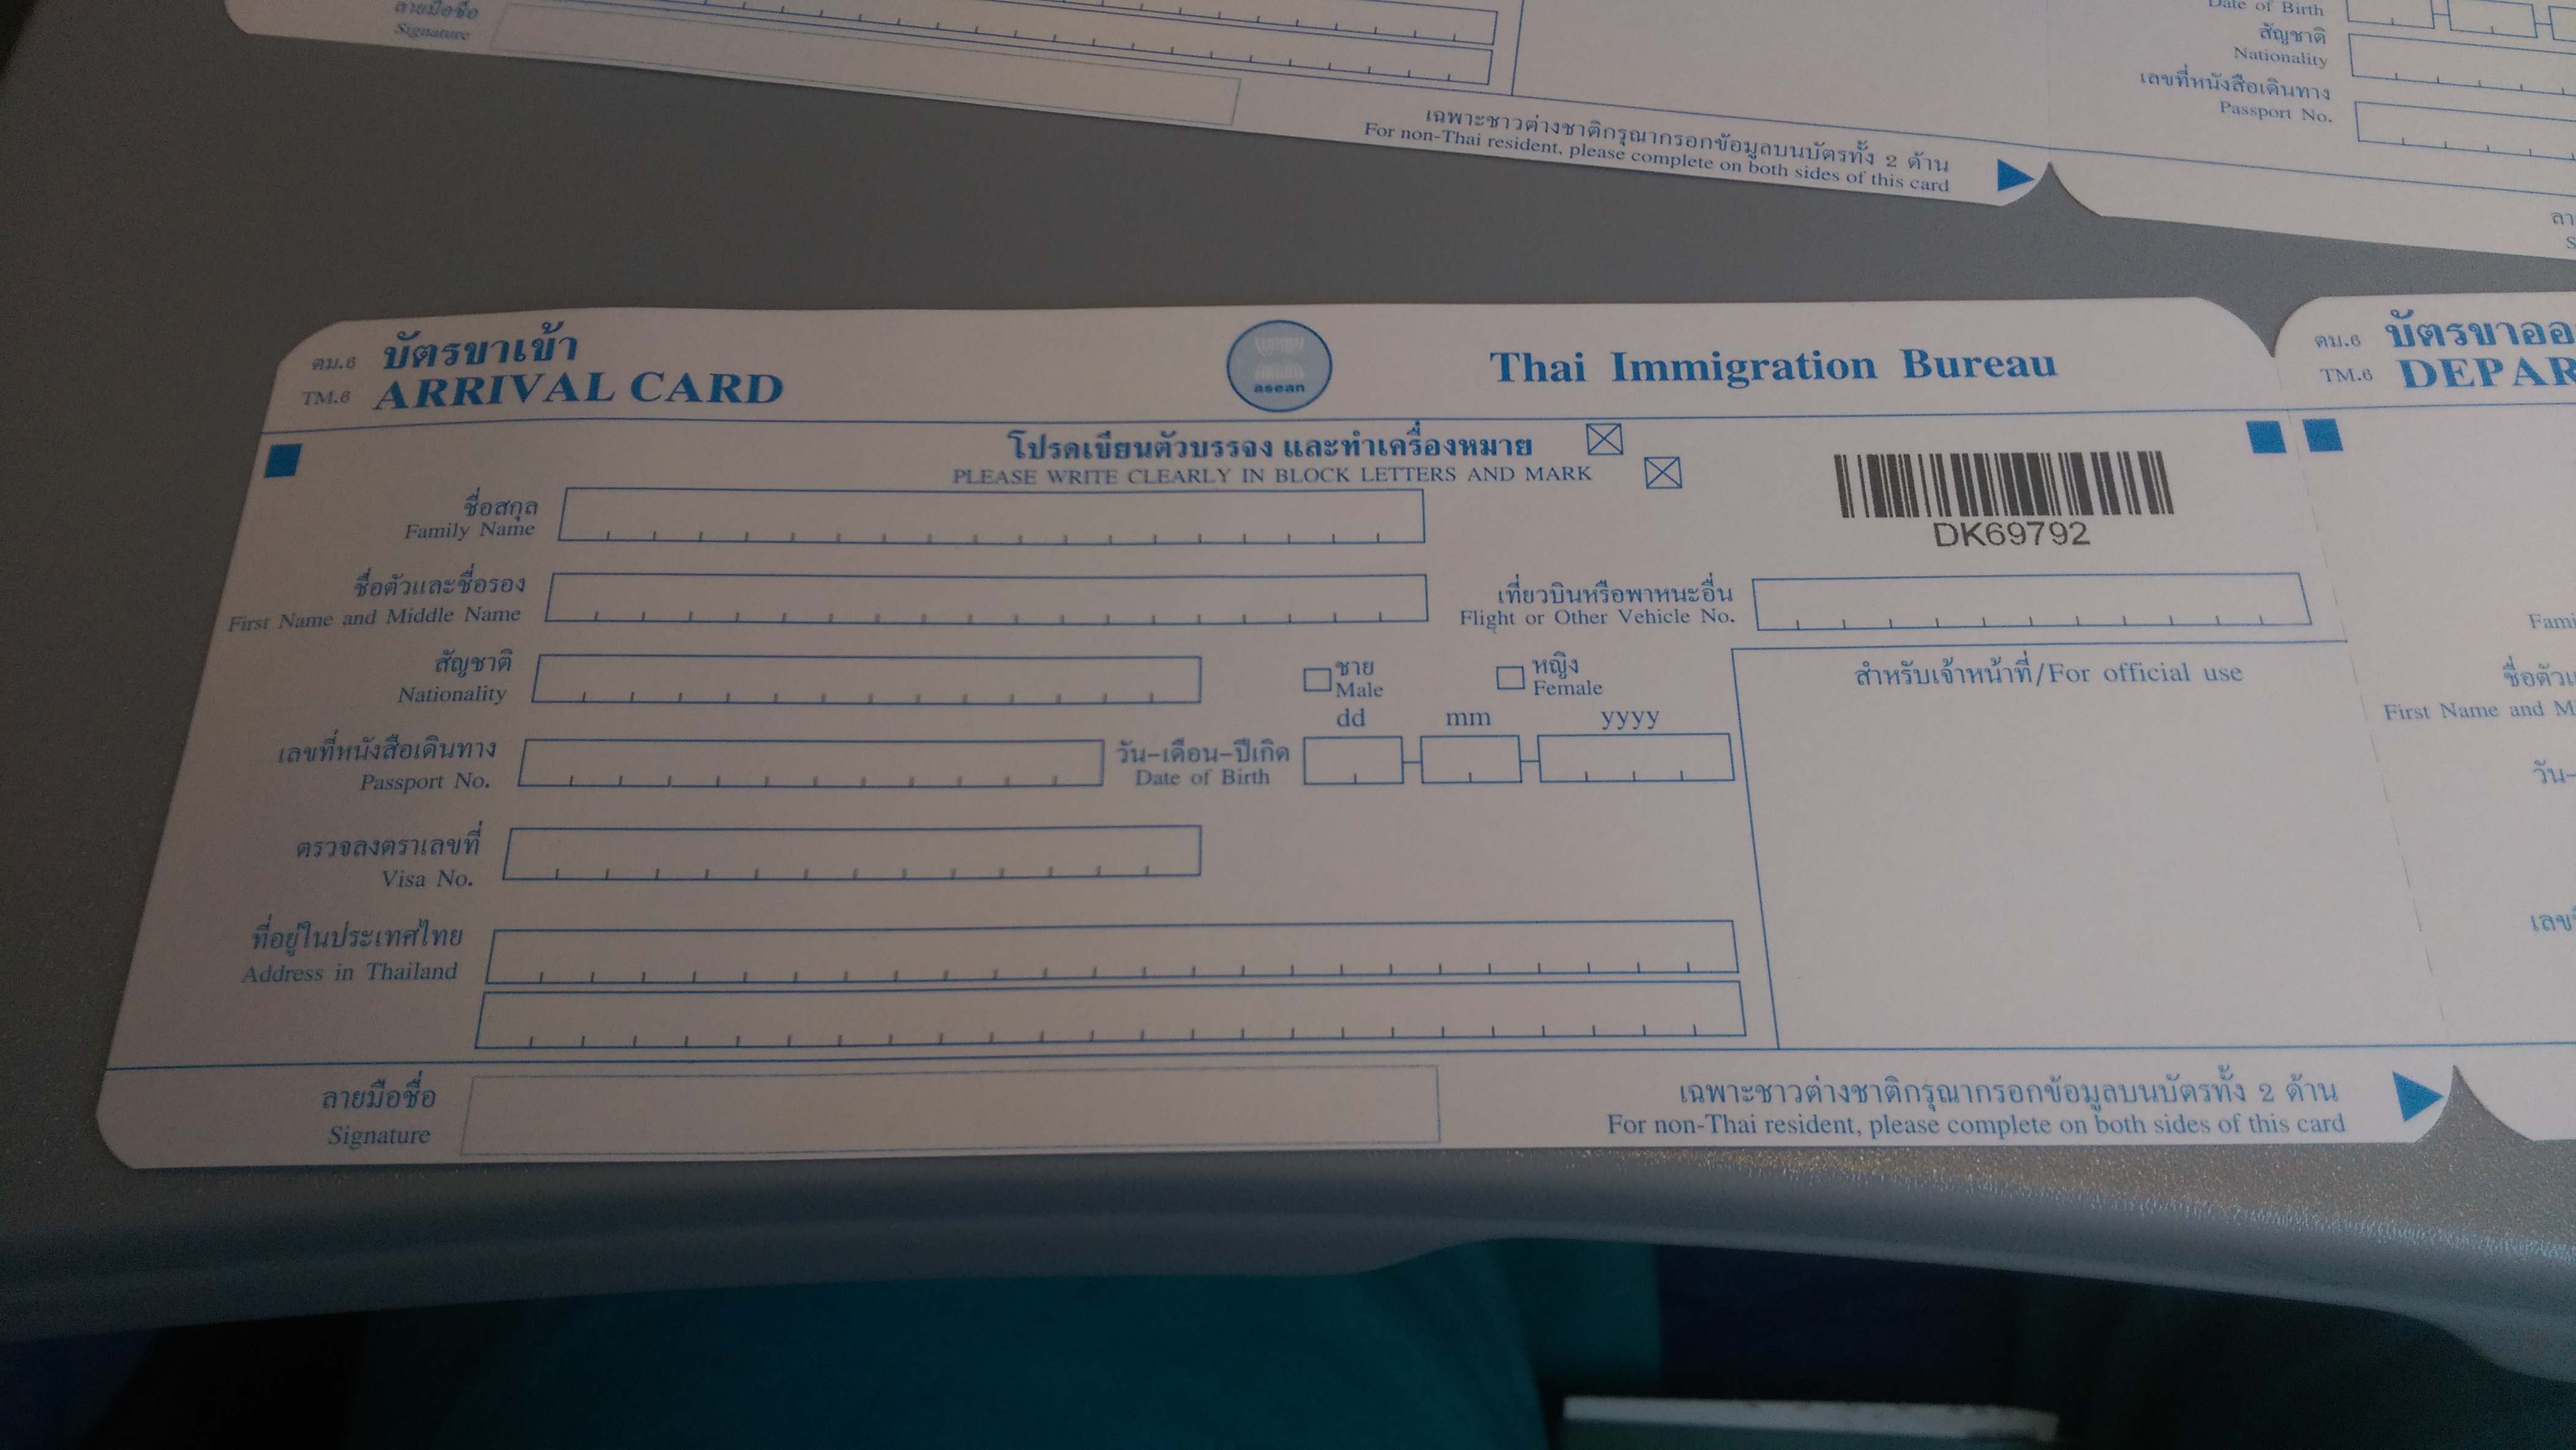 ลายมือชื่อ
Signature
เฉพาะชาวต่างชาติกรุณากรอกข้อมูลบนบัตรทั้ง 2 ด้าน
For non-Thai resident, please complete on both sides of this card
Date of Birth
สัญชาติ
Nationality
เลขที่หนังสือเดินทาง
Passport No.
ตม.6 บัตรขาเข้า
TM.6 ARRIVAL CARD
asean
Thai Immigration Bureau
โปรดเขียนตัวบรรจง และทำเครื่องหมาย
PLEASE WRITE CLEARLY IN BLOCK LETTERS AND MARK
DK69792
ชื่อสกุล
Family Name
ชื่อตัวและชื่อรอง
First Name and Middle Name
เที่ยวบินหรือพาหนะอื่น
Flight or Other Vehicle No.
สัญชาติ
Nationality
ชาย
Male
หญิง
Female
สำหรับเจ้าหน้าที่/For official use
dd mm yyyy
เลขที่หนังสือเดินทาง
Passport No.
วัน-เดือน-ปีเกิด
Date of Birth
ตรวจลงตราเลขที่
Visa No.
ที่อยู่ในประเทศไทย
Address in Thailand
ลายมือชื่อ
Signature
เฉพาะชาวต่างชาติกรุณากรอกข้อมูลบนบัตรทั้ง 2 ด้าน
For non-Thai resident, please complete on both sides of this card
ตม.6 บัตรขาออ
TM.6 DEPAR
Fami
ชื่อตัวแ
First Name and M
วัน-
เลขที่